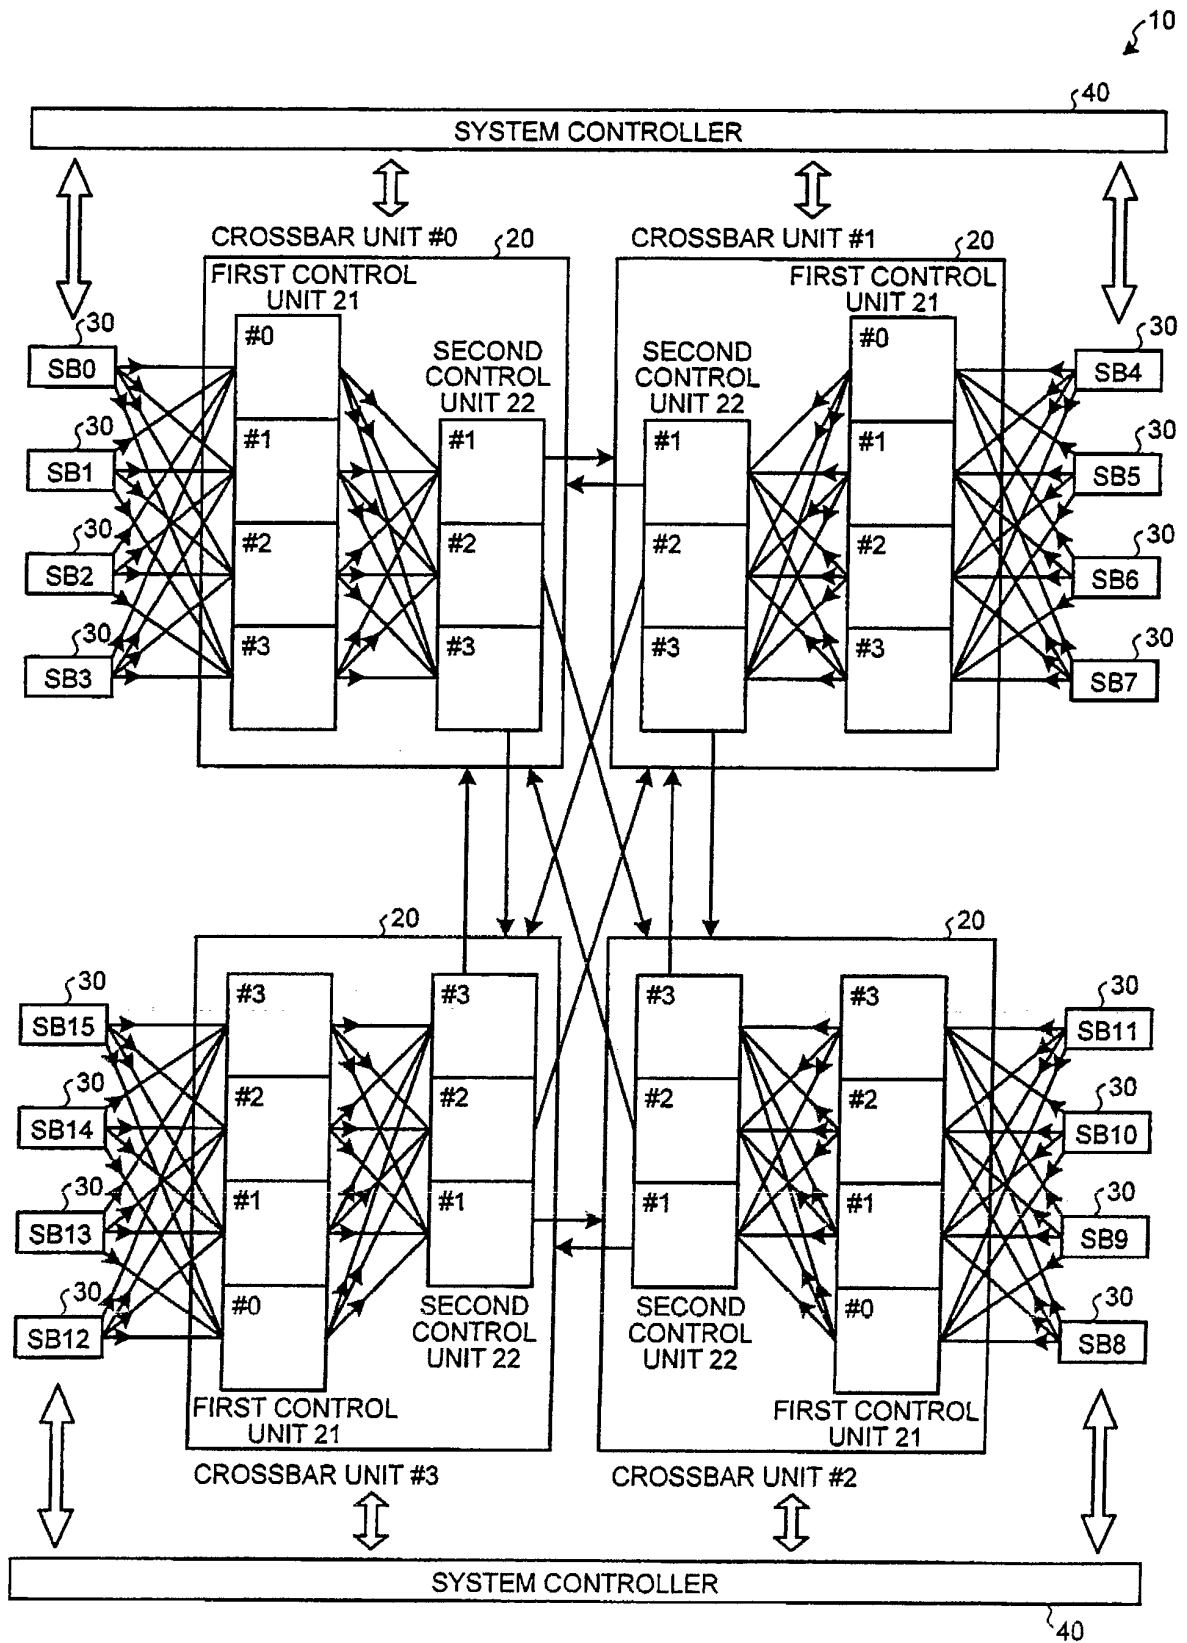 10
40
SYSTEM CONTROLLER
CROSSBAR UNIT #0
20
CROSSBAR UNIT #1
20
FIRST CONTROL
UNIT 21
FIRST CONTROL
UNIT 21
30
SB0
30
SB1
30
SB2
30
SB3
#0
#1
#2
#3
SECOND
CONTROL
UNIT 22
#1
#2
#3
SECOND
CONTROL
UNIT 22
#1
#2
#3
#0
#1
#2
#3
30
SB4
30
SB5
30
SB6
30
SB7
20
20
30
SB15
30
SB14
30
SB13
30
SB12
#3
#2
#1
#0
#3
#2
#1
SECOND
CONTROL
UNIT 22
#3
#2
#1
SECOND
CONTROL
UNIT 22
#3
#2
#1
#0
30
SB11
30
SB10
30
SB9
30
SB8
FIRST CONTROL
UNIT 21
FIRST CONTROL
UNIT 21
CROSSBAR UNIT #3
CROSSBAR UNIT #2
SYSTEM CONTROLLER
40